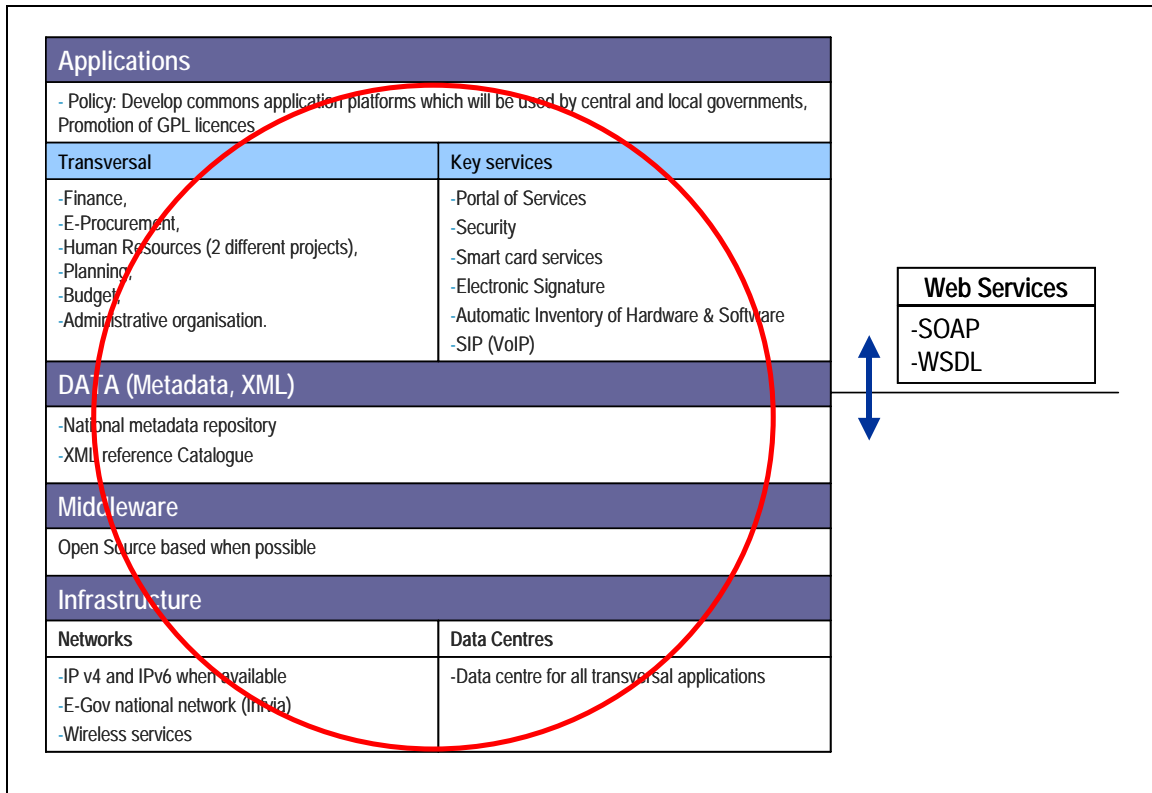 Applications
- Policy: Develop commons application platforms which will be used by central and local governments,
Promotion of GPL licences
Transversal
-Finance,
-E-Procurement,
-Human Resources (2 different projects),
-Planning,
-Budget,
-Administrative organisation.
Key services
-Portal of Services
-Security
-Smart card services
-Electronic Signature
-Automatic Inventory of Hardware & Software
-SIP (VoIP)
DATA (Metadata, XML)
-National metadata repository
-XML reference Catalogue
Middleware
Open Source based when possible
Infrastructure
Networks
-IP v4 and IPv6 when available
-E-Gov national network (Infvia)
-Wireless services
Data Centres
-Data centre for all transversal applications
Web Services
-SOAP
-WSDL